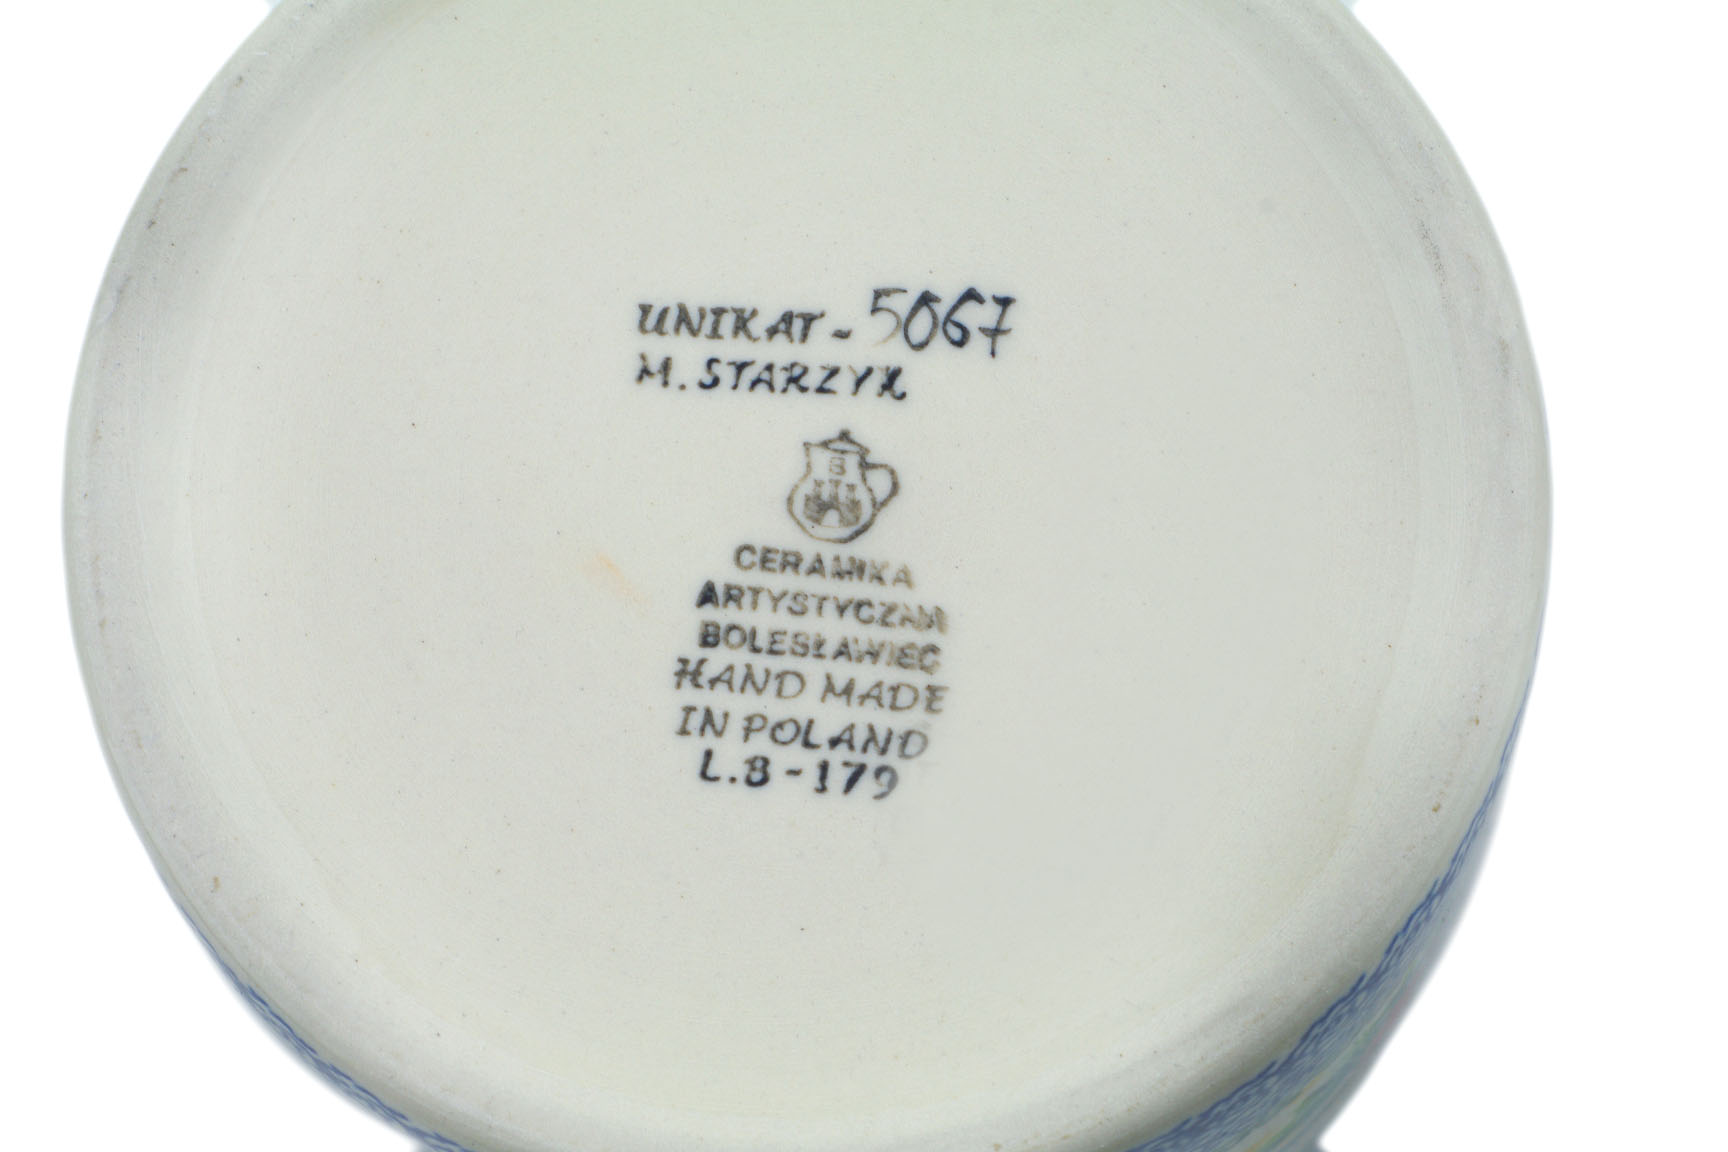 UNIKAT - 5067
M. STARZYK
B
CERAMIKA
ARTYSTYCZNA
BOLESŁAWIEC
HAND MADE
IN POLAND
L.8 - 179